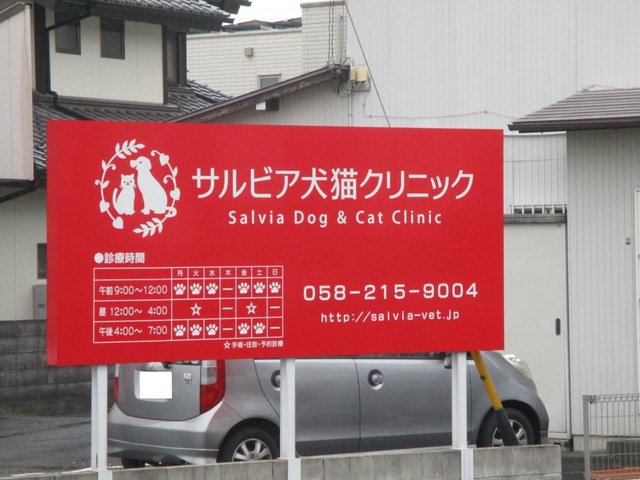 サルビア犬猫クリニック
Salvia Dog & Cat Clinic
●診療時間
月 火 水 木 金 土 日
午前 9:00〜12:00 🐾 🐾 🐾 － 🐾 🐾 🐾
昼 12:00〜 4:00 ☆ － ☆ －
午後 4:00〜 7:00 🐾 🐾 🐾 － 🐾 🐾 －
☆手術・往診・予約診療
058-215-9004
http://salvia-vet.jp